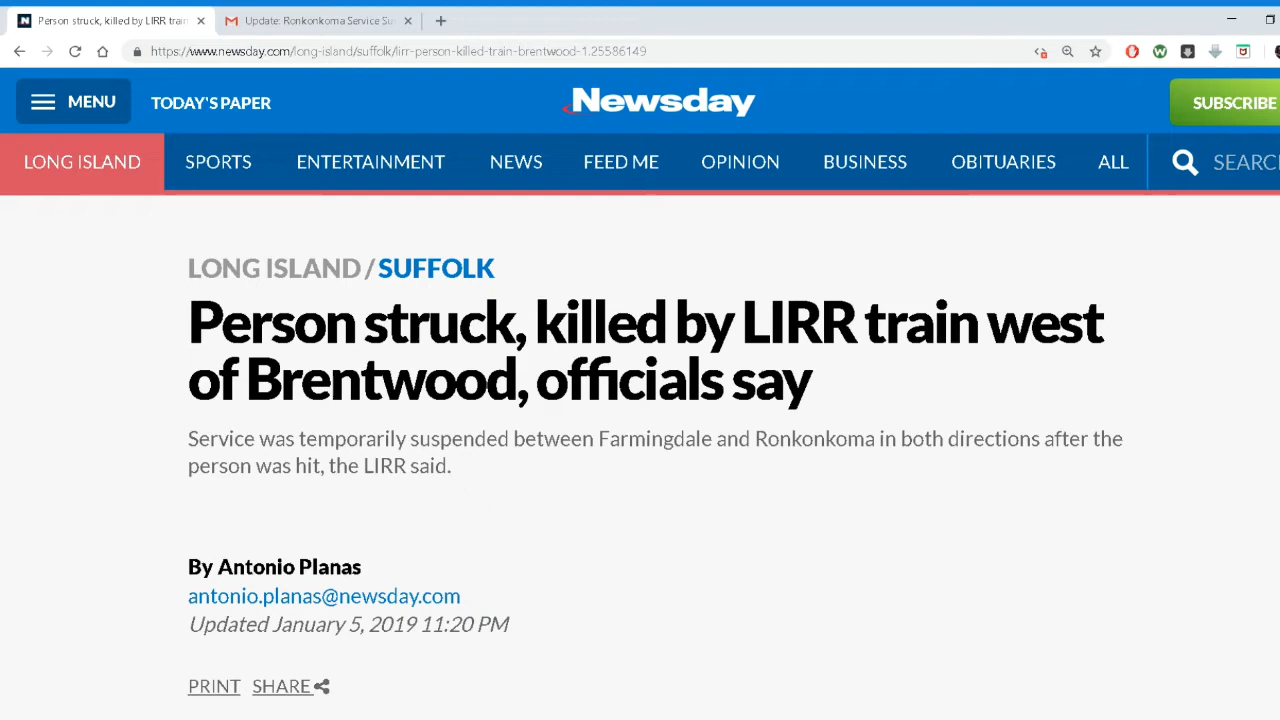 Person struck, killed by LIRR train
Update: Ronkonkoma Service Su
https://www.newsday.com/long-island/suffolk/lirr-person-killed-train-brentwood-1.25586149
MENU
TODAY'S PAPER
Newsday
SUBSCRIBE
LONG ISLAND
SPORTS
ENTERTAINMENT
NEWS
FEED ME
OPINION
BUSINESS
OBITUARIES
ALL
SEARC
LONG ISLAND / SUFFOLK
Person struck, killed by LIRR train west
of Brentwood, officials say
Service was temporarily suspended between Farmingdale and Ronkonkoma in both directions after the
person was hit, the LIRR said.
By Antonio Planas
antonio.planas@newsday.com
Updated January 5, 2019 11:20 PM
PRINT SHARE